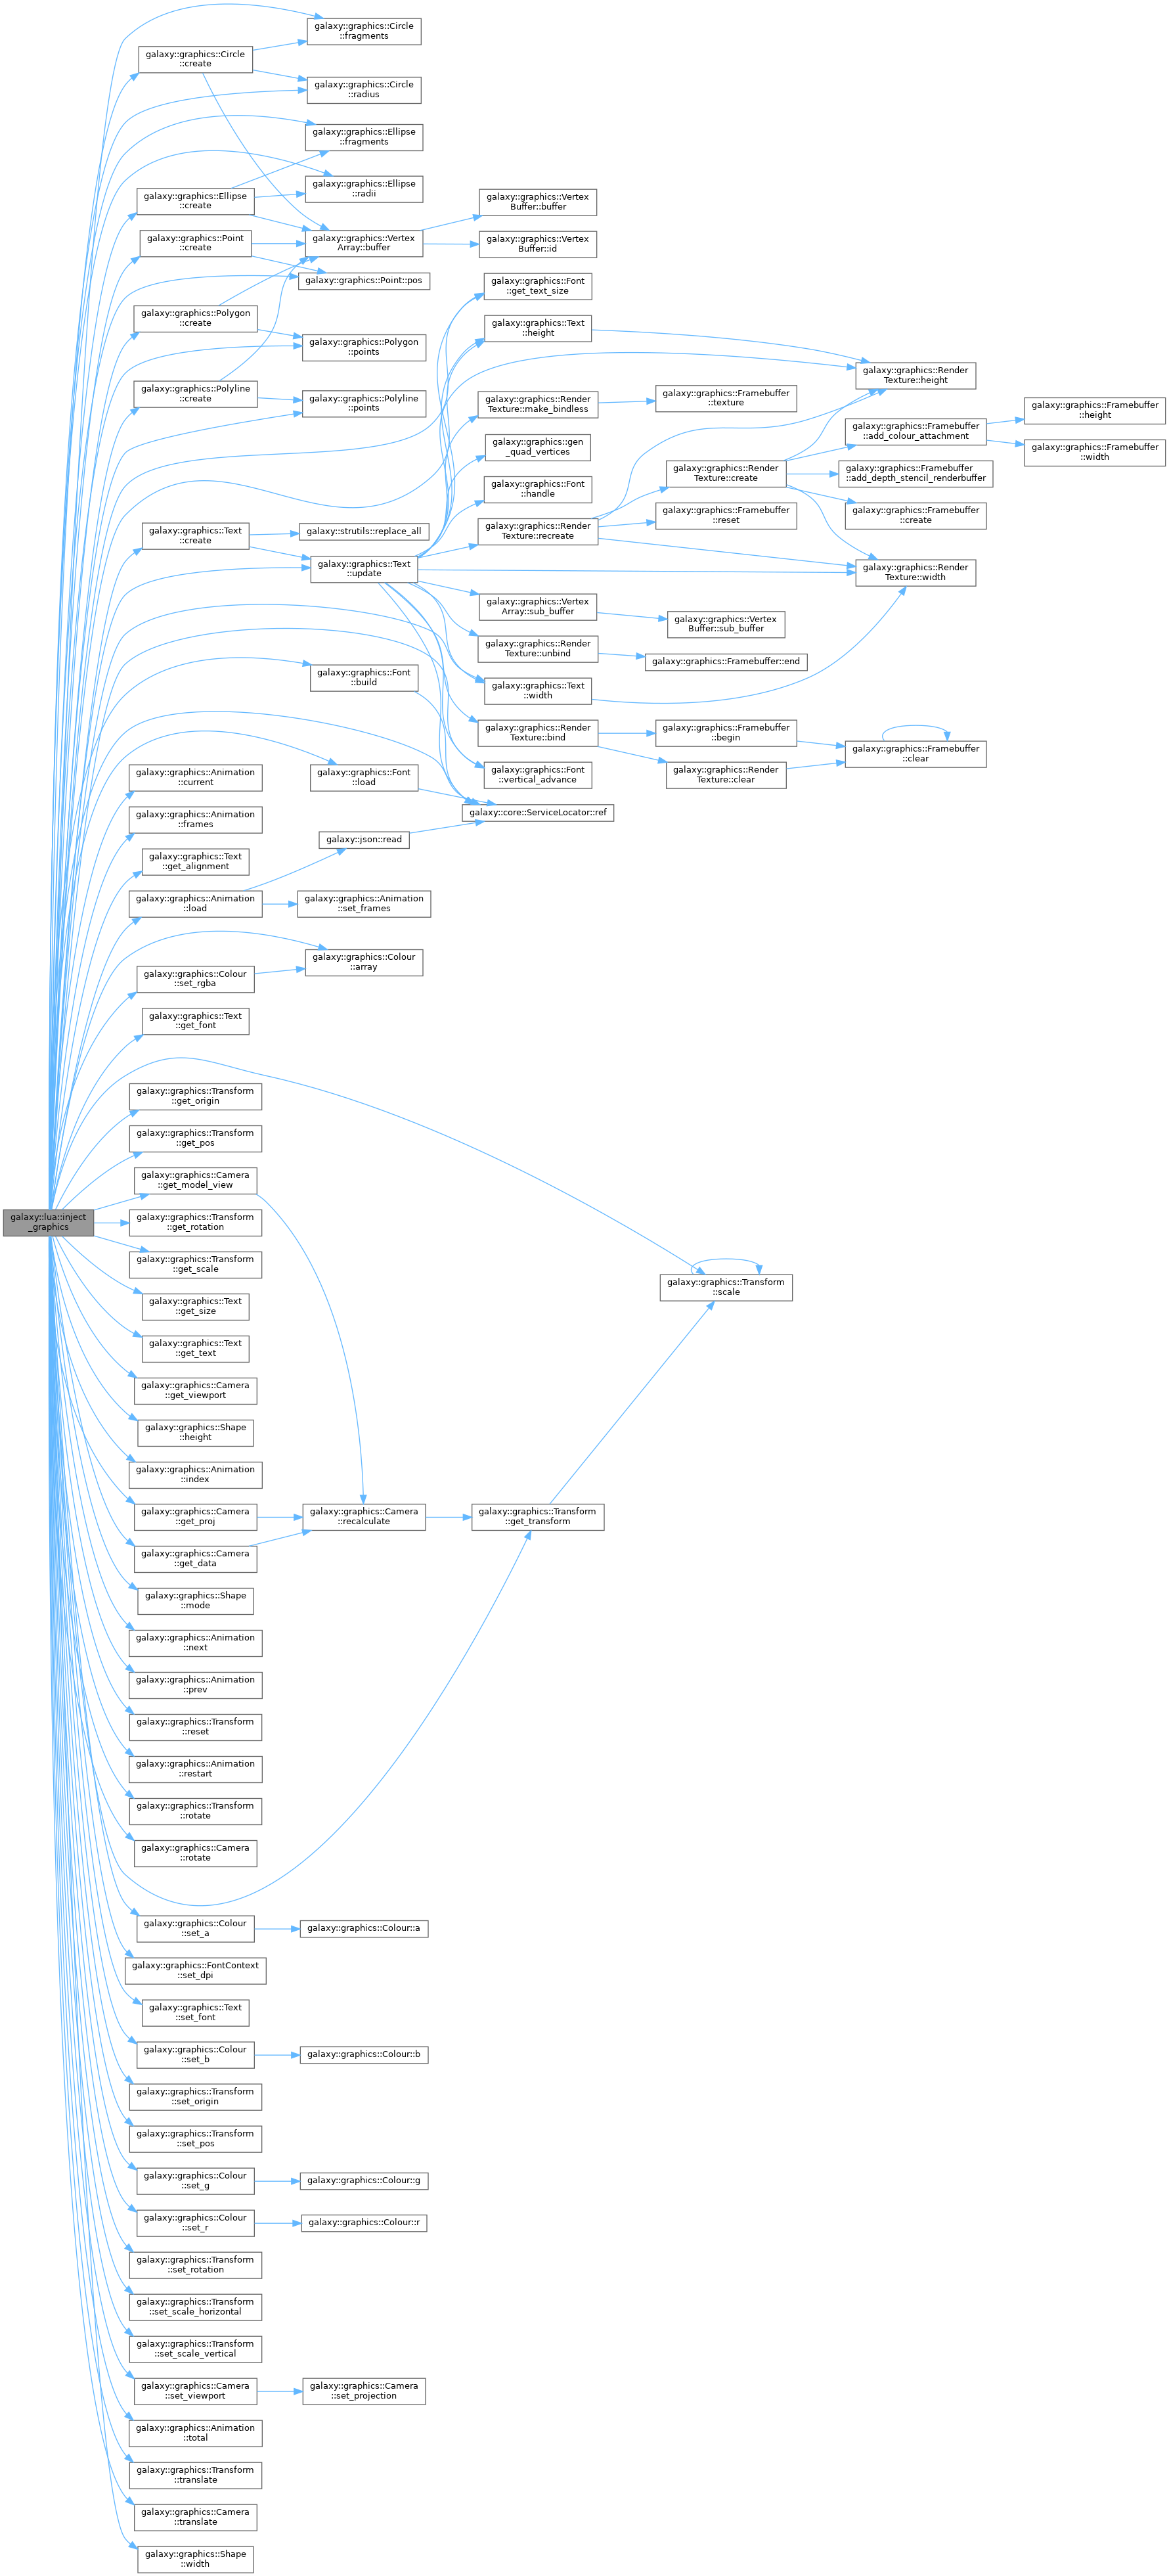 galaxy::graphics::Circle
::fragments
galaxy::graphics::Circle
::create
galaxy::graphics::Circle
::radius
galaxy::graphics::Ellipse
::fragments
galaxy::graphics::Ellipse
::radii
galaxy::graphics::Ellipse
::create
galaxy::graphics::Vertex
Buffer::buffer
galaxy::graphics::Point
::create
galaxy::graphics::Vertex
Array::buffer
galaxy::graphics::Vertex
Buffer::id
galaxy::graphics::Point::pos
galaxy::graphics::Font
::get_text_size
galaxy::graphics::Polygon
::create
galaxy::graphics::Text
::height
galaxy::graphics::Polygon
::points
galaxy::graphics::Render
Texture::height
galaxy::graphics::Polyline
::create
galaxy::graphics::Polyline
::points
galaxy::graphics::Render
Texture::make_bindless
galaxy::graphics::Framebuffer
::texture
galaxy::graphics::Framebuffer
::height
galaxy::graphics::Framebuffer
::add_colour_attachment
galaxy::graphics::gen
_quad_vertices
galaxy::graphics::Framebuffer
::width
galaxy::graphics::Render
Texture::create
galaxy::graphics::Framebuffer
::add_depth_stencil_renderbuffer
galaxy::graphics::Font
::handle
galaxy::graphics::Framebuffer
::reset
galaxy::graphics::Framebuffer
::create
galaxy::graphics::Text
::create
galaxy::strutils::replace_all
galaxy::graphics::Render
Texture::recreate
galaxy::graphics::Text
::update
galaxy::graphics::Render
Texture::width
galaxy::graphics::Vertex
Array::sub_buffer
galaxy::graphics::Vertex
Buffer::sub_buffer
galaxy::graphics::Render
Texture::unbind
galaxy::graphics::Framebuffer::end
galaxy::graphics::Font
::build
galaxy::graphics::Text
::width
galaxy::graphics::Render
Texture::bind
galaxy::graphics::Framebuffer
::begin
galaxy::graphics::Framebuffer
::clear
galaxy::graphics::Animation
::current
galaxy::graphics::Font
::load
galaxy::graphics::Font
::vertical_advance
galaxy::graphics::Render
Texture::clear
galaxy::graphics::Animation
::frames
galaxy::core::ServiceLocator::ref
galaxy::json::read
galaxy::graphics::Text
::get_alignment
galaxy::graphics::Animation
::load
galaxy::graphics::Animation
::set_frames
galaxy::graphics::Colour
::array
galaxy::graphics::Colour
::set_rgba
galaxy::graphics::Text
::get_font
galaxy::graphics::Transform
::get_origin
galaxy::graphics::Transform
::get_pos
galaxy::graphics::Camera
::get_model_view
galaxy::lua::inject
_graphics
galaxy::graphics::Transform
::get_rotation
galaxy::graphics::Transform
::get_scale
galaxy::graphics::Transform
::scale
galaxy::graphics::Text
::get_size
galaxy::graphics::Text
::get_text
galaxy::graphics::Camera
::get_viewport
galaxy::graphics::Shape
::height
galaxy::graphics::Animation
::index
galaxy::graphics::Camera
::get_proj
galaxy::graphics::Camera
::recalculate
galaxy::graphics::Transform
::get_transform
galaxy::graphics::Camera
::get_data
galaxy::graphics::Shape
::mode
galaxy::graphics::Animation
::next
galaxy::graphics::Animation
::prev
galaxy::graphics::Transform
::reset
galaxy::graphics::Animation
::restart
galaxy::graphics::Transform
::rotate
galaxy::graphics::Camera
::rotate
galaxy::graphics::Colour
::set_a
galaxy::graphics::Colour::a
galaxy::graphics::FontContext
::set_dpi
galaxy::graphics::Text
::set_font
galaxy::graphics::Colour
::set_b
galaxy::graphics::Colour::b
galaxy::graphics::Transform
::set_origin
galaxy::graphics::Transform
::set_pos
galaxy::graphics::Colour
::set_g
galaxy::graphics::Colour::g
galaxy::graphics::Colour
::set_r
galaxy::graphics::Colour::r
galaxy::graphics::Transform
::set_rotation
galaxy::graphics::Transform
::set_scale_horizontal
galaxy::graphics::Transform
::set_scale_vertical
galaxy::graphics::Camera
::set_viewport
galaxy::graphics::Camera
::set_projection
galaxy::graphics::Animation
::total
galaxy::graphics::Transform
::translate
galaxy::graphics::Camera
::translate
galaxy::graphics::Shape
::width